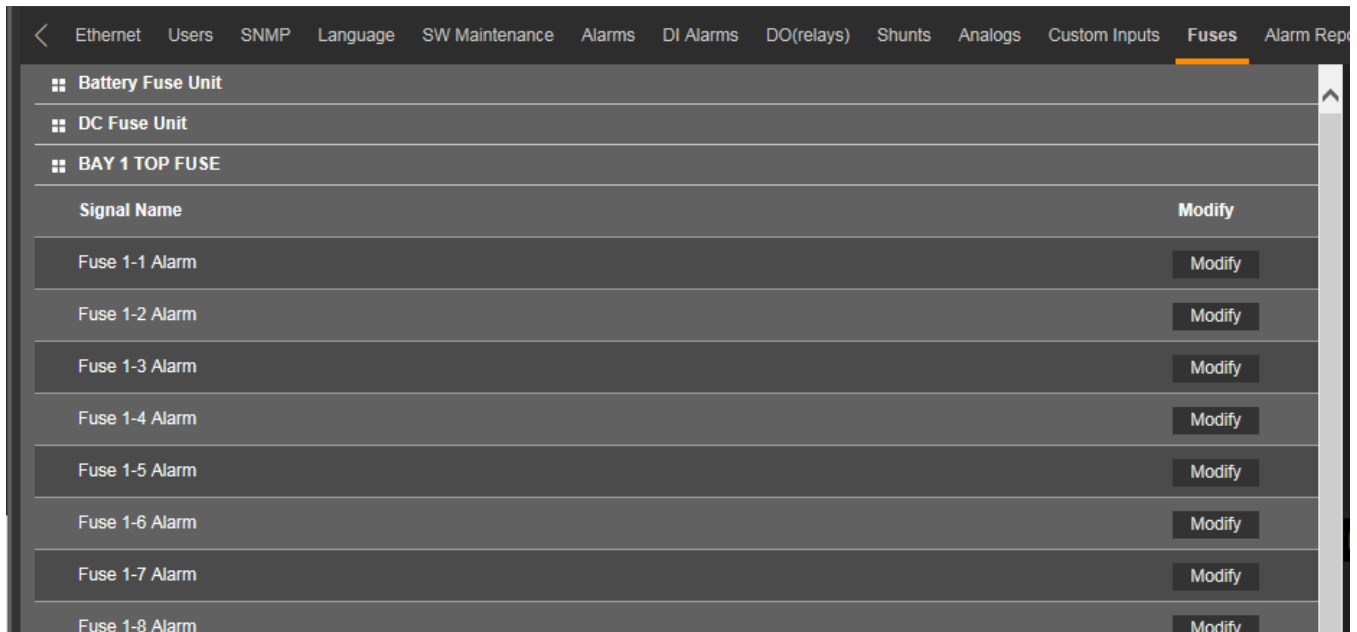 Ethernet Users SNMP Language SW Maintenance Alarms DI Alarms DO(relays) Shunts Analogs Custom Inputs Fuses Alarm Repo
Battery Fuse Unit
DC Fuse Unit
BAY 1 TOP FUSE
Signal Name Modify
Fuse 1-1 Alarm Modify
Fuse 1-2 Alarm Modify
Fuse 1-3 Alarm Modify
Fuse 1-4 Alarm Modify
Fuse 1-5 Alarm Modify
Fuse 1-6 Alarm Modify
Fuse 1-7 Alarm Modify
Fuse 1-8 Alarm Modify